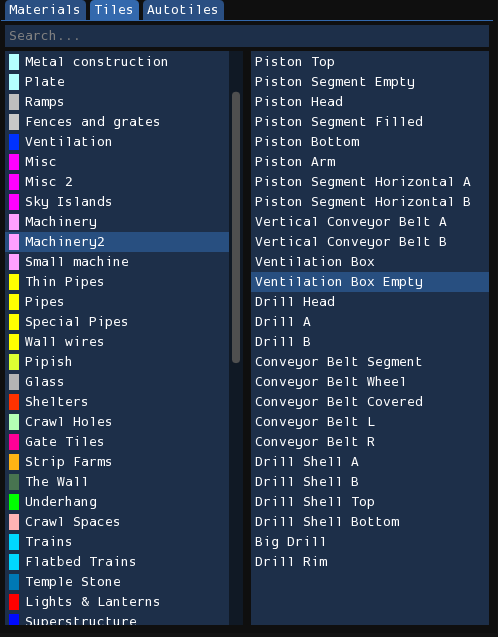 Materials Tiles Autotiles
Search...
Metal construction
Plate
Ramps
Fences and grates
Ventilation
Misc
Misc 2
Sky Islands
Machinery
Machinery2
Small machine
Thin Pipes
Pipes
Special Pipes
Wall wires
Pipish
Glass
Shelters
Crawl Holes
Gate Tiles
Strip Farms
The Wall
Underhang
Crawl Spaces
Trains
Flatbed Trains
Temple Stone
Lights & Lanterns
Superstructure
Piston Top
Piston Segment Empty
Piston Head
Piston Segment Filled
Piston Bottom
Piston Arm
Piston Segment Horizontal A
Piston Segment Horizontal B
Vertical Conveyor Belt A
Vertical Conveyor Belt B
Ventilation Box
Ventilation Box Empty
Drill Head
Drill A
Drill B
Conveyor Belt Segment
Conveyor Belt Wheel
Conveyor Belt Covered
Conveyor Belt L
Conveyor Belt R
Drill Shell A
Drill Shell B
Drill Shell Top
Drill Shell Bottom
Big Drill
Drill Rim